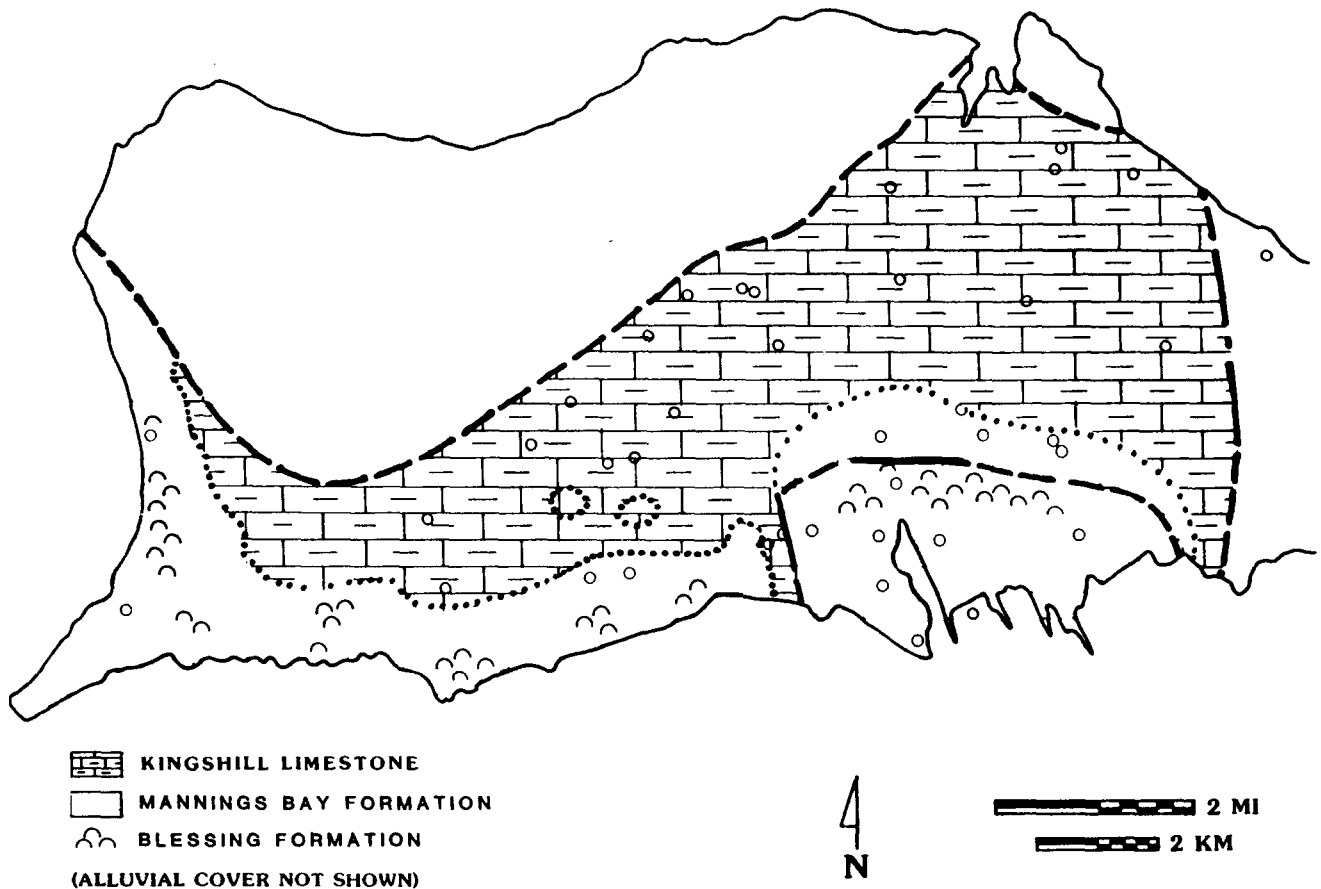 KINGSHILL LIMESTONE
MANNINGS BAY FORMATION
BLESSING FORMATION
(ALLUVIAL COVER NOT SHOWN)
N
2 MI
2 KM